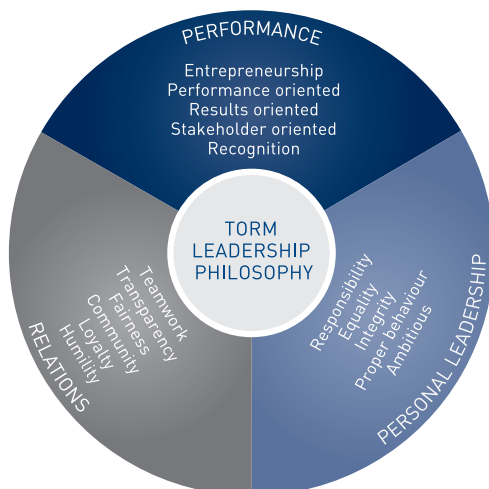 PERFORMANCE
Entrepreneurship
Performance oriented
Results oriented
Stakeholder oriented
Recognition
TORM
LEADERSHIP
PHILOSOPHY
RELATIONS
Teamwork
Transparency
Fairness
Community
Loyalty
Humility
PERSONAL LEADERSHIP
Responsibility
Equality
Integrity
Proper behaviour
Ambitious